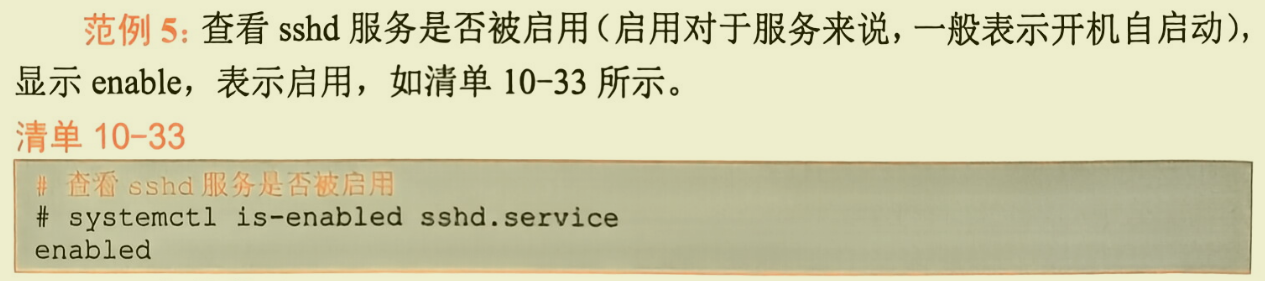 范例 5：查看 sshd 服务是否被启用（启用对于服务来说，一般表示开机自启动），
显示 enable，表示启用，如清单 10-33 所示。
清单 10-33
# 查看 sshd 服务是否被启用
# systemctl is-enabled sshd.service
enabled